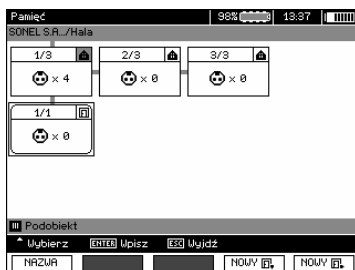 Pamięć 98% 13:37
SONEL S.A.../Hala
1/3 2/3 3/3
× 4 × 0 × 0
1/1
× 0
Podobiekt
Wybierz ENTER Wpisz ESC Wyjdź
NAZWA NOWY NOWY